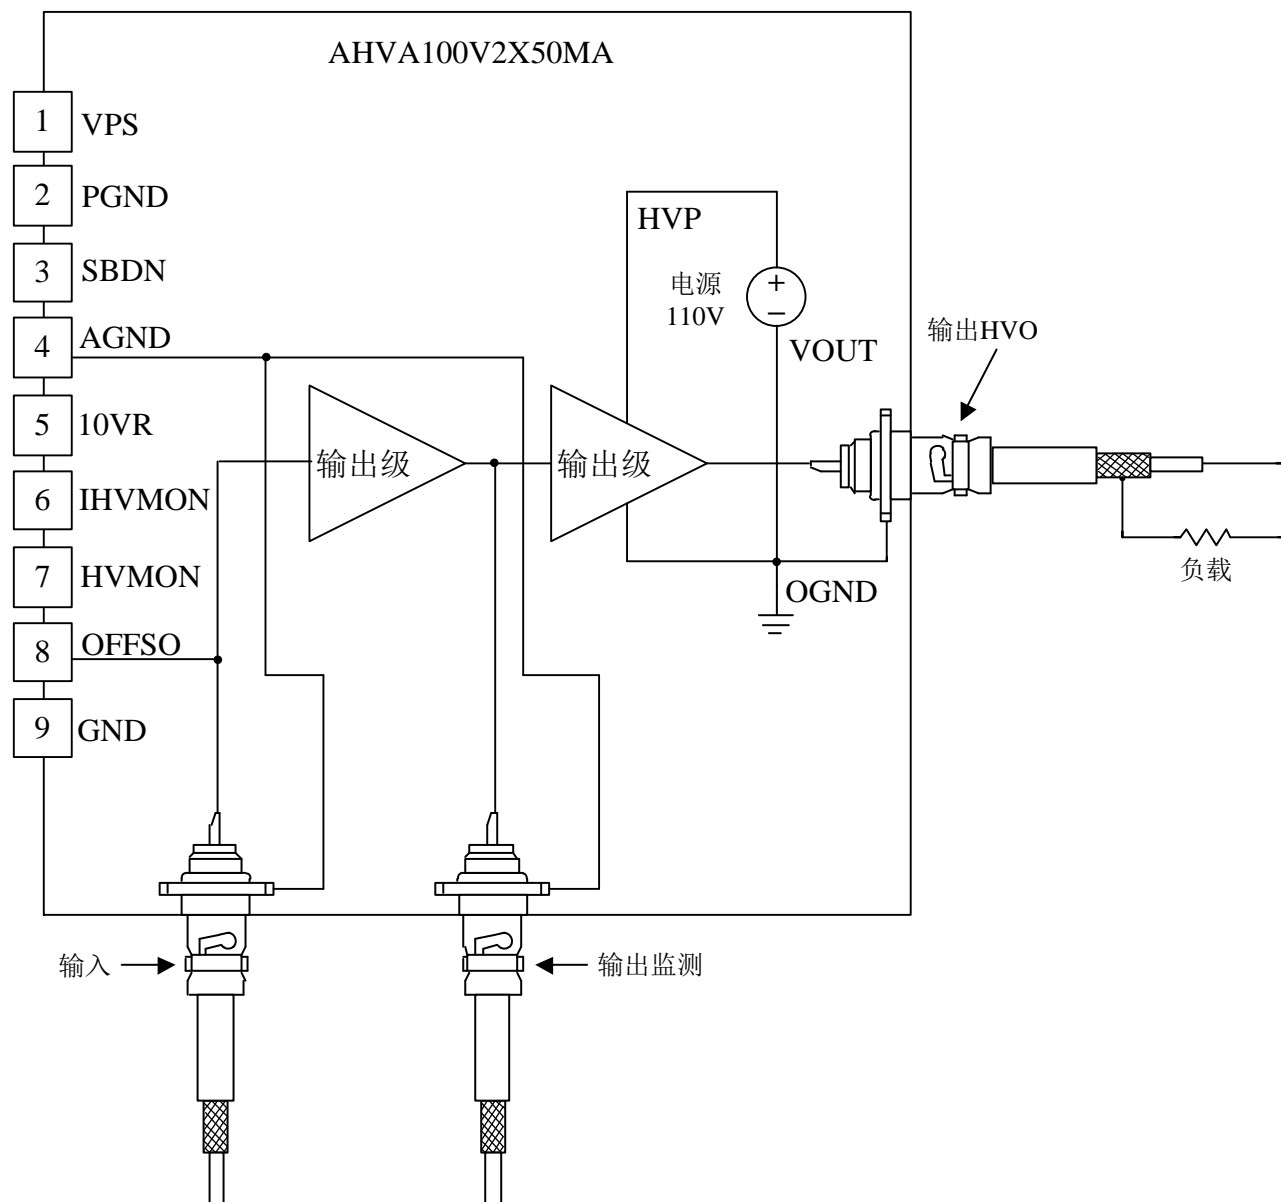 AHVA100V2X50MA
1 VPS
2 PGND
3 SBDN
4 AGND
5 10VR
6 IHVMON
7 HVMON
8 OFFSO
9 GND
HVP
电源
110V
+
−
VOUT
输出HVO
输出级
输出级
负载
OGND
输入
输出监测